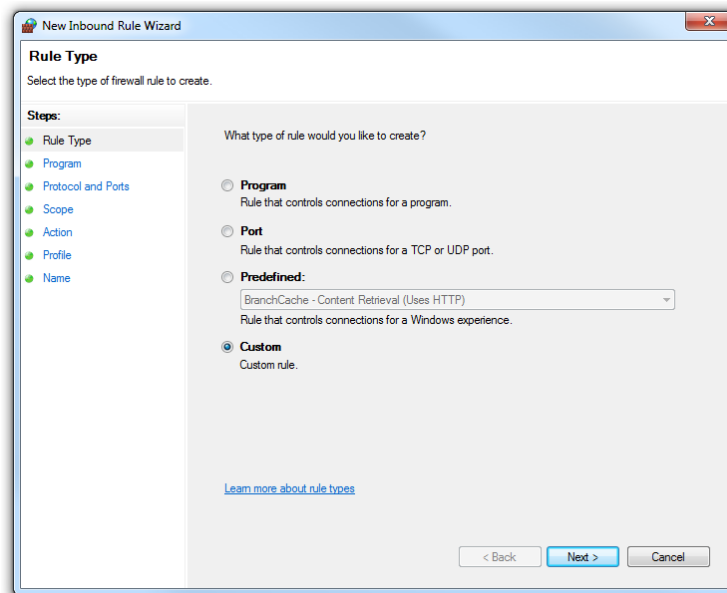 New Inbound Rule Wizard
Rule Type
Select the type of firewall rule to create.
Steps:
Rule Type
Program
Protocol and Ports
Scope
Action
Profile
Name
What type of rule would you like to create?
Program
Rule that controls connections for a program.
Port
Rule that controls connections for a TCP or UDP port.
Predefined:
BranchCache - Content Retrieval (Uses HTTP)
Rule that controls connections for a Windows experience.
Custom
Custom rule.
Learn more about rule types
< Back
Next >
Cancel